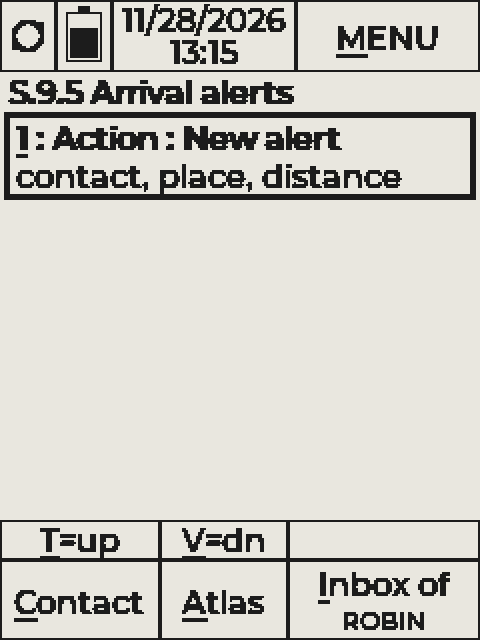 11/28/2026
13:15
MENU
5.9.5 Arrival alerts
1 : Action : New alert
contact, place, distance
T=up
V=dn
Contact
Atlas
Inbox of
ROBIN